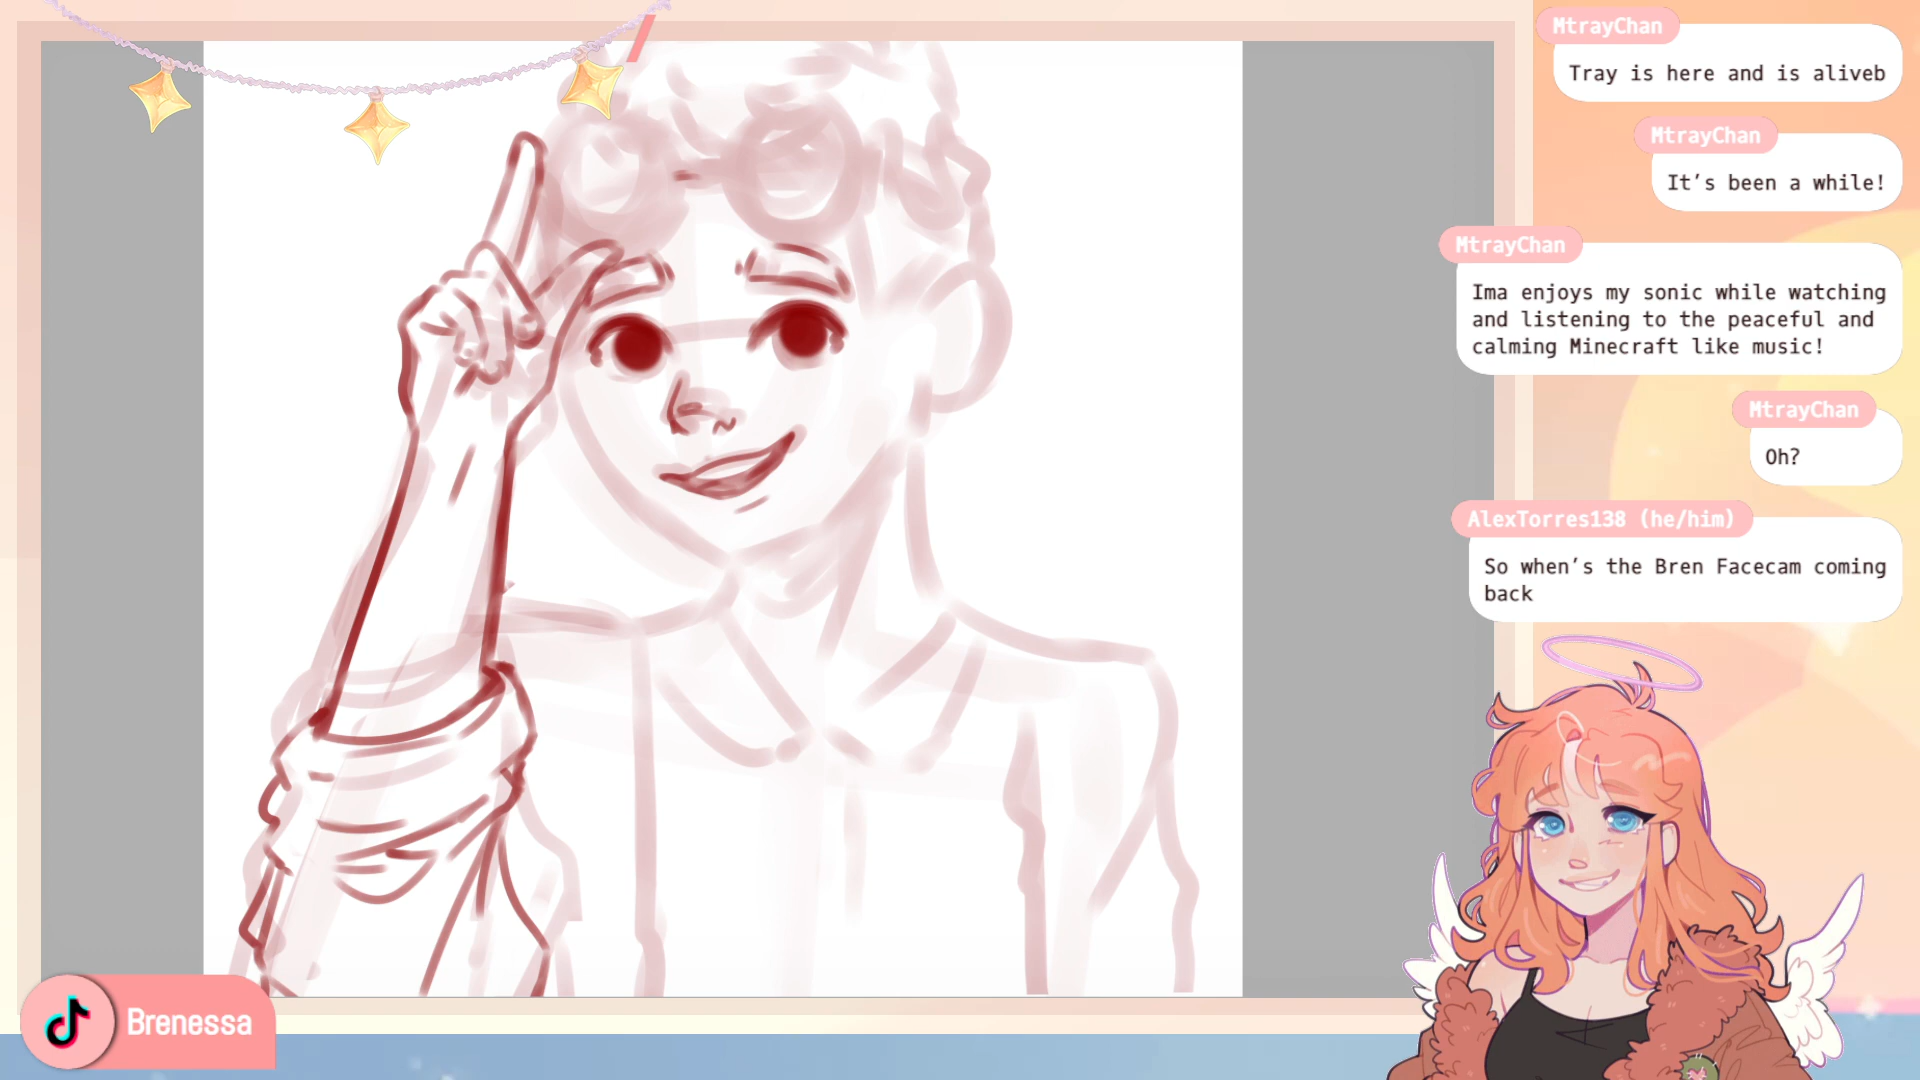 MtrayChan
Tray is here and is aliveb
MtrayChan
It's been a while!
MtrayChan
Ima enjoys my sonic while watching
and listening to the peaceful and
calming Minecraft like music!
MtrayChan
Oh?
AlexTorres138 (he/him)
So when's the Bren Facecam coming
back
Brenessa